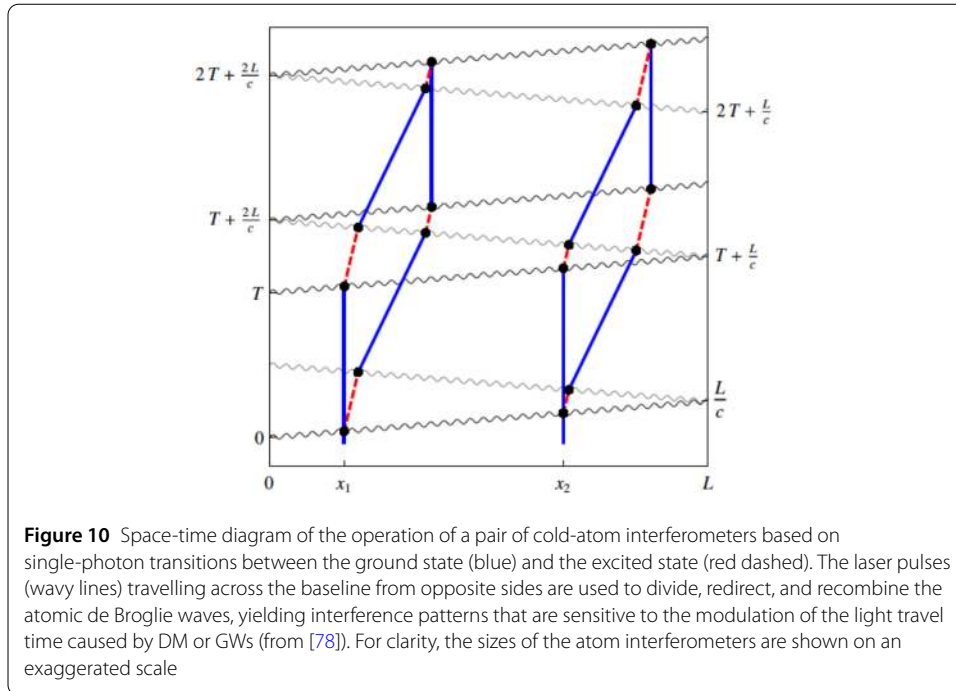 2T + 2L/c
2T + L/c
T + 2L/c
T + L/c
T
L/c
0
0
x₁
x₂
L
Figure 10 Space-time diagram of the operation of a pair of cold-atom interferometers based on
single-photon transitions between the ground state (blue) and the excited state (red dashed). The laser pulses
(wavy lines) travelling across the baseline from opposite sides are used to divide, redirect, and recombine the
atomic de Broglie waves, yielding interference patterns that are sensitive to the modulation of the light travel
time caused by DM or GWs (from [78]). For clarity, the sizes of the atom interferometers are shown on an
exaggerated scale